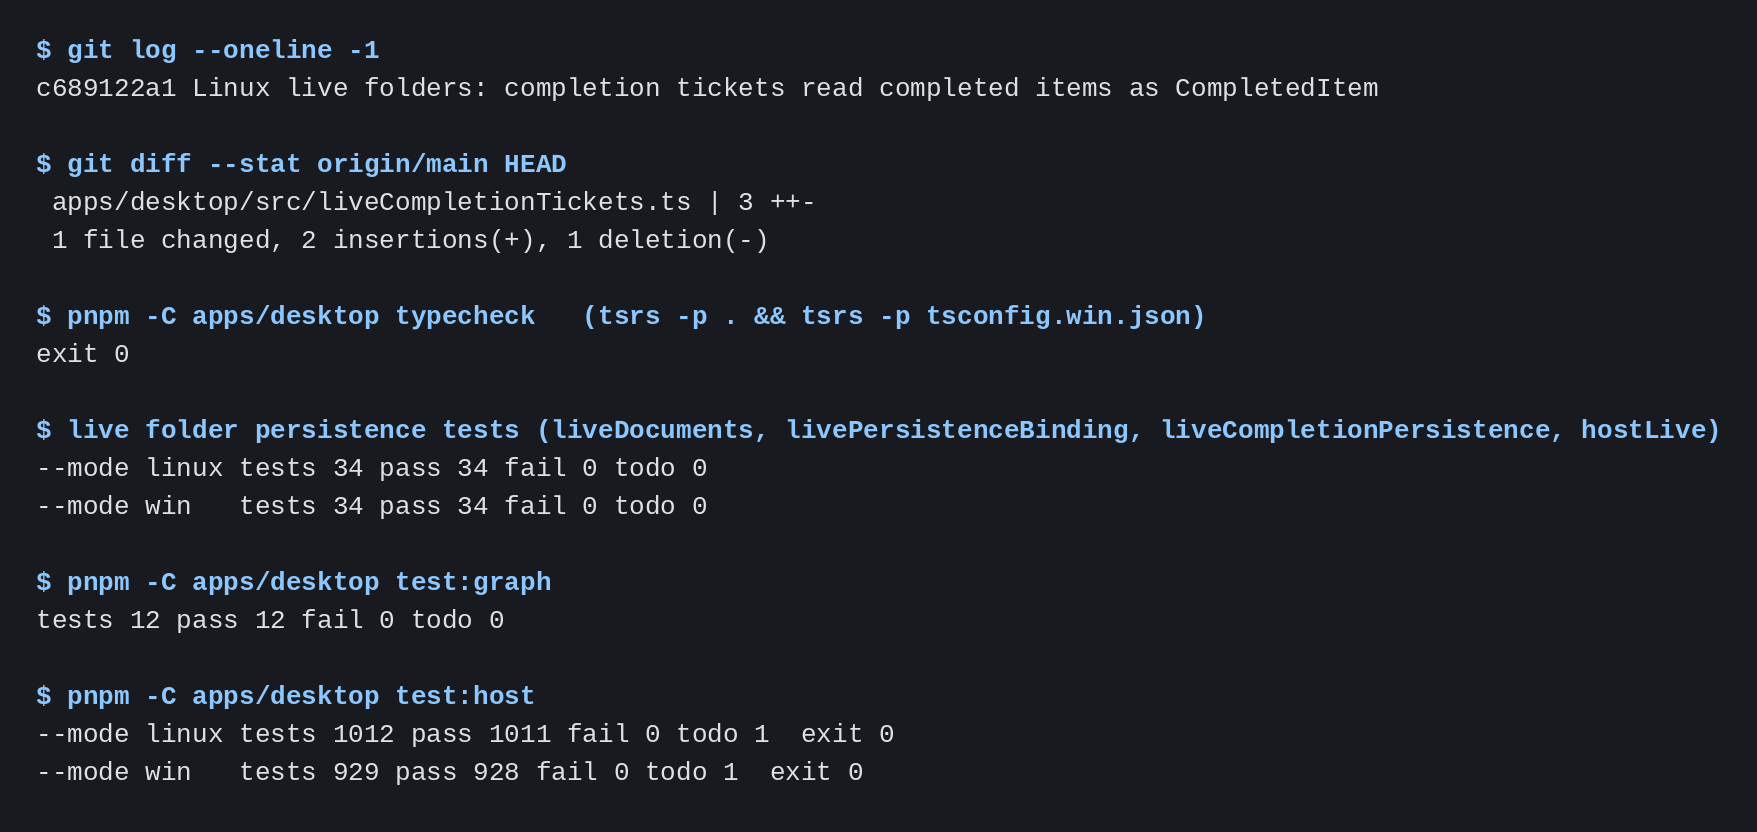 $ git log --oneline -1
c689122a1 Linux live folders: completion tickets read completed items as CompletedItem
$ git diff --stat origin/main HEAD
apps/desktop/src/liveCompletionTickets.ts | 3 ++-
1 file changed, 2 insertions(+), 1 deletion(-)
$ pnpm -C apps/desktop typecheck   (tsrs -p . && tsrs -p tsconfig.win.json)
exit 0
$ live folder persistence tests (liveDocuments, livePersistenceBinding, liveCompletionPersistence, hostLive)
--mode linux tests 34 pass 34 fail 0 todo 0
--mode win   tests 34 pass 34 fail 0 todo 0
$ pnpm -C apps/desktop test:graph
tests 12 pass 12 fail 0 todo 0
$ pnpm -C apps/desktop test:host
--mode linux tests 1012 pass 1011 fail 0 todo 1  exit 0
--mode win   tests 929 pass 928 fail 0 todo 1  exit 0